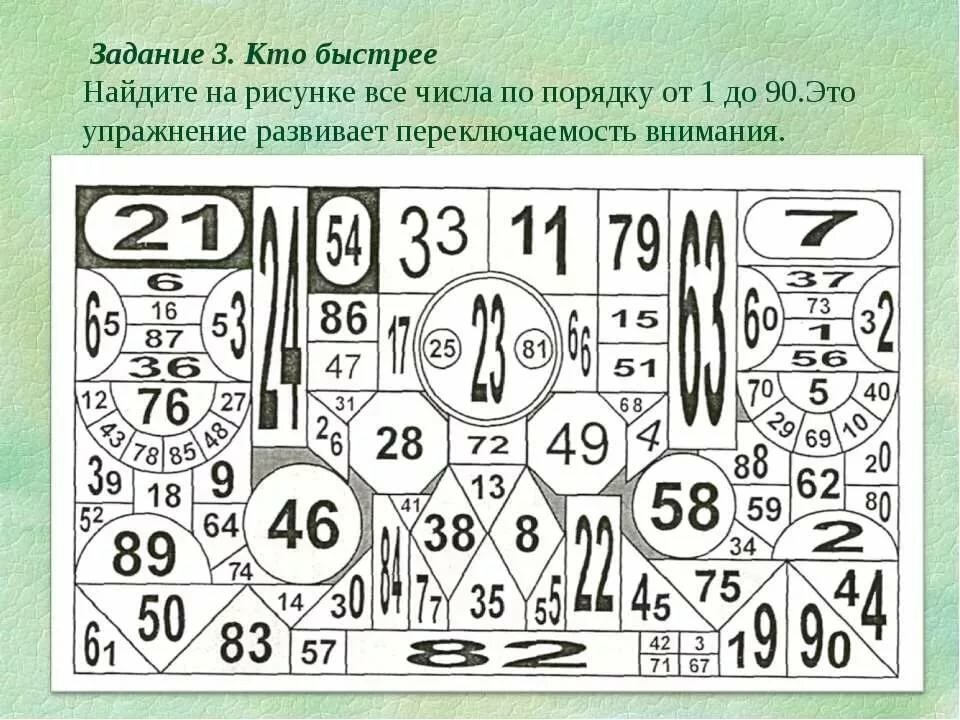 Задание 3. Кто быстрее
Найдите на рисунке все числа по порядку от 1 до 90.Это
упражнение развивает переключаемость внимания.
21 24 54 33 11 79 63 7
6 37
65 16 53 86 17 25 23 81 66 15 60 73 32
87 1
36 47 51 56
76 31 68 70 5 40
12 27 26 28 72 49 4 29 69 10
43 78 85 48
39 18 9 46 13 58 88 62 20
52 64 41 59 80
89 74 84 38 8 22 34 2
50 14 30 77 35 55 45 75 19 90 44
61 83 57 82 42 3
71 67